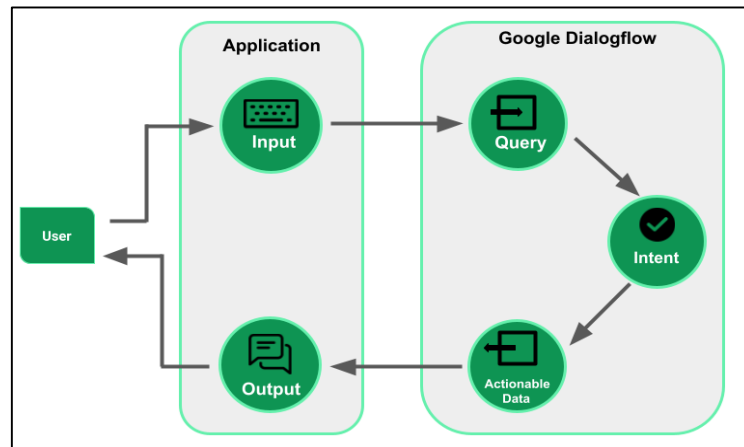 Application
Google Dialogflow
Input
Query
User
Intent
Output
Actionable
Data